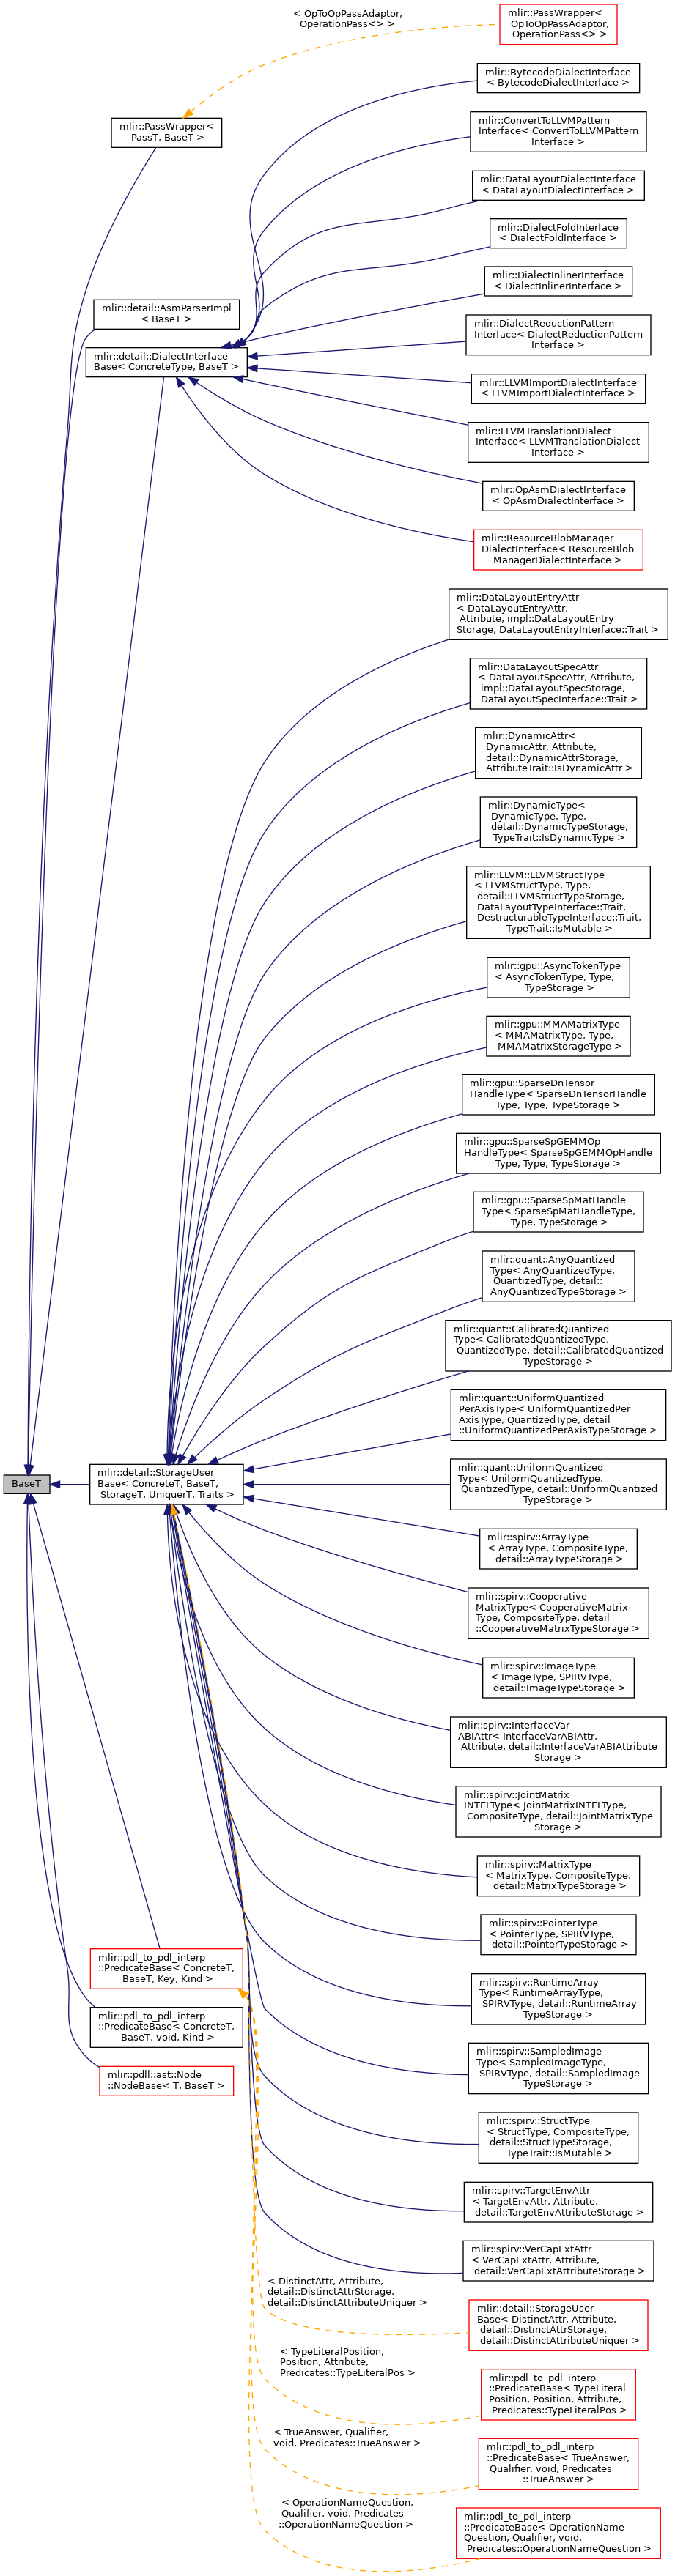 < OpToOpPassAdaptor,
OperationPass<> >
mlir::PassWrapper<
OpToOpPassAdaptor,
OperationPass<> >
mlir::PassWrapper<
PassT, BaseT >
mlir::BytecodeDialectInterface
< BytecodeDialectInterface >
mlir::ConvertToLLVMPattern
Interface< ConvertToLLVMPattern
Interface >
mlir::DataLayoutDialectInterface
< DataLayoutDialectInterface >
mlir::DialectFoldInterface
< DialectFoldInterface >
mlir::DialectInlinerInterface
< DialectInlinerInterface >
mlir::detail::AsmParserImpl
< BaseT >
mlir::DialectReductionPattern
Interface< DialectReductionPattern
Interface >
mlir::detail::DialectInterface
Base< ConcreteType, BaseT >
mlir::LLVMImportDialectInterface
< LLVMImportDialectInterface >
mlir::LLVMTranslationDialect
Interface< LLVMTranslationDialect
Interface >
mlir::OpAsmDialectInterface
< OpAsmDialectInterface >
mlir::ResourceBlobManager
DialectInterface< ResourceBlob
ManagerDialectInterface >
mlir::DataLayoutEntryAttr
< DataLayoutEntryAttr,
Attribute, impl::DataLayoutEntry
Storage, DataLayoutEntryInterface::Trait >
mlir::DataLayoutSpecAttr
< DataLayoutSpecAttr, Attribute,
impl::DataLayoutSpecStorage,
DataLayoutSpecInterface::Trait >
mlir::DynamicAttr<
DynamicAttr, Attribute,
detail::DynamicAttrStorage,
AttributeTrait::IsDynamicAttr >
mlir::DynamicType<
DynamicType, Type,
detail::DynamicTypeStorage,
TypeTrait::IsDynamicType >
mlir::LLVM::LLVMStructType
< LLVMStructType, Type,
detail::LLVMStructTypeStorage,
DataLayoutTypeInterface::Trait,
DestructurableTypeInterface::Trait,
TypeTrait::IsMutable >
mlir::gpu::AsyncTokenType
< AsyncTokenType, Type,
TypeStorage >
mlir::gpu::MMAMatrixType
< MMAMatrixType, Type,
MMAMatrixStorageType >
mlir::gpu::SparseDnTensor
HandleType< SparseDnTensorHandle
Type, Type, TypeStorage >
mlir::gpu::SparseSpGEMMOp
HandleType< SparseSpGEMMOpHandle
Type, Type, TypeStorage >
mlir::gpu::SparseSpMatHandle
Type< SparseSpMatHandleType,
Type, TypeStorage >
mlir::quant::AnyQuantized
Type< AnyQuantizedType,
QuantizedType, detail::
AnyQuantizedTypeStorage >
mlir::quant::CalibratedQuantized
Type< CalibratedQuantizedType,
QuantizedType, detail::CalibratedQuantized
TypeStorage >
mlir::quant::UniformQuantized
PerAxisType< UniformQuantizedPer
AxisType, QuantizedType, detail
::UniformQuantizedPerAxisTypeStorage >
BaseT
mlir::detail::StorageUser
Base< ConcreteT, BaseT,
StorageT, UniquerT, Traits >
mlir::quant::UniformQuantized
Type< UniformQuantizedType,
QuantizedType, detail::UniformQuantized
TypeStorage >
mlir::spirv::ArrayType
< ArrayType, CompositeType,
detail::ArrayTypeStorage >
mlir::spirv::Cooperative
MatrixType< CooperativeMatrix
Type, CompositeType, detail
::CooperativeMatrixTypeStorage >
mlir::spirv::ImageType
< ImageType, SPIRVType,
detail::ImageTypeStorage >
mlir::spirv::InterfaceVar
ABIAttr< InterfaceVarABIAttr,
Attribute, detail::InterfaceVarABIAttribute
Storage >
mlir::spirv::JointMatrix
INTELType< JointMatrixINTELType,
CompositeType, detail::JointMatrixType
Storage >
mlir::spirv::MatrixType
< MatrixType, CompositeType,
detail::MatrixTypeStorage >
mlir::spirv::PointerType
< PointerType, SPIRVType,
detail::PointerTypeStorage >
mlir::pdl_to_pdl_interp
::PredicateBase< ConcreteT,
BaseT, Key, Kind >
mlir::spirv::RuntimeArray
Type< RuntimeArrayType,
SPIRVType, detail::RuntimeArray
TypeStorage >
mlir::pdl_to_pdl_interp
::PredicateBase< ConcreteT,
BaseT, void, Kind >
mlir::spirv::SampledImage
Type< SampledImageType,
SPIRVType, detail::SampledImage
TypeStorage >
mlir::pdll::ast::Node
::NodeBase< T, BaseT >
mlir::spirv::StructType
< StructType, CompositeType,
detail::StructTypeStorage,
TypeTrait::IsMutable >
mlir::spirv::TargetEnvAttr
< TargetEnvAttr, Attribute,
detail::TargetEnvAttributeStorage >
mlir::spirv::VerCapExtAttr
< VerCapExtAttr, Attribute,
detail::VerCapExtAttributeStorage >
< DistinctAttr, Attribute,
detail::DistinctAttrStorage,
detail::DistinctAttributeUniquer >
mlir::detail::StorageUser
Base< DistinctAttr, Attribute,
detail::DistinctAttrStorage,
detail::DistinctAttributeUniquer >
< TypeLiteralPosition,
Position, Attribute,
Predicates::TypeLiteralPos >
mlir::pdl_to_pdl_interp
::PredicateBase< TypeLiteral
Position, Position, Attribute,
Predicates::TypeLiteralPos >
< TrueAnswer, Qualifier,
void, Predicates::TrueAnswer >
mlir::pdl_to_pdl_interp
::PredicateBase< TrueAnswer,
Qualifier, void, Predicates
::TrueAnswer >
< OperationNameQuestion,
Qualifier, void, Predicates
::OperationNameQuestion >
mlir::pdl_to_pdl_interp
::PredicateBase< OperationName
Question, Qualifier, void,
Predicates::OperationNameQuestion >